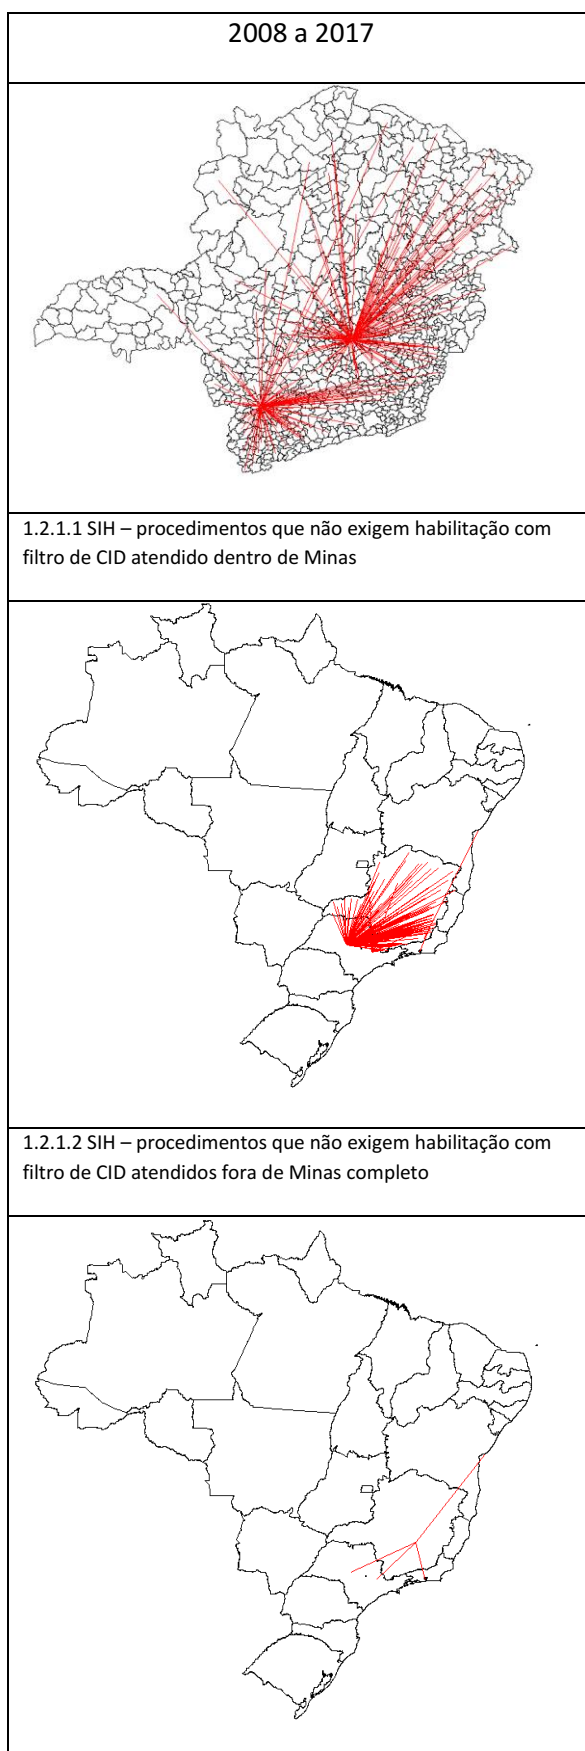 2008 a 2017
1.2.1.1 SIH – procedimentos que não exigem habilitação com
filtro de CID atendido dentro de Minas
1.2.1.2 SIH – procedimentos que não exigem habilitação com
filtro de CID atendidos fora de Minas completo